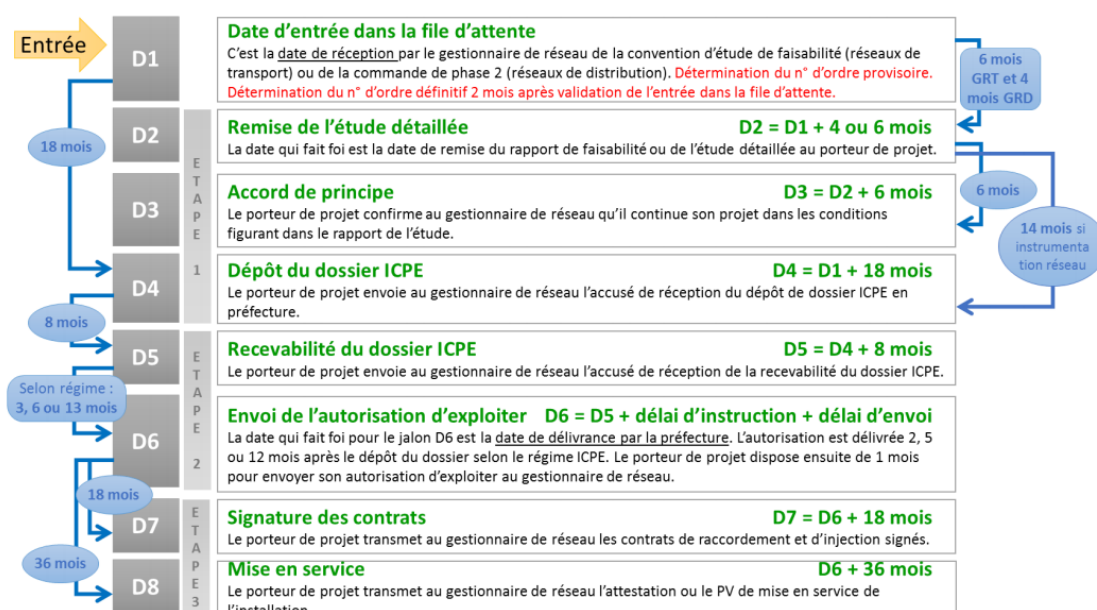 Entrée
D1
Date d'entrée dans la file d'attente
C'est la date de réception par le gestionnaire de réseau de la convention d'étude de faisabilité (réseaux de
transport) ou de la commande de phase 2 (réseaux de distribution). Détermination du n° d'ordre provisoire.
Détermination du n° d'ordre définitif 2 mois après validation de l'entrée dans la file d'attente.
6 mois
GRT et 4
mois GRD
18 mois
D2
Remise de l'étude détaillée D2 = D1 + 4 ou 6 mois
La date qui fait foi est la date de remise du rapport de faisabilité ou de l'étude détaillée au porteur de projet.
ETAPE 1
6 mois
D3
Accord de principe D3 = D2 + 6 mois
Le porteur de projet confirme au gestionnaire de réseau qu'il continue son projet dans les conditions
figurant dans le rapport de l'étude.
14 mois si
instrumenta
tion réseau
D4
Dépôt du dossier ICPE D4 = D1 + 18 mois
Le porteur de projet envoie au gestionnaire de réseau l'accusé de réception du dépôt de dossier ICPE en
préfecture.
8 mois
D5
Recevabilité du dossier ICPE D5 = D4 + 8 mois
Le porteur de projet envoie au gestionnaire de réseau l'accusé de réception de la recevabilité du dossier ICPE.
ETAPE 2
Selon régime :
3, 6 ou 13 mois
D6
Envoi de l'autorisation d'exploiter D6 = D5 + délai d'instruction + délai d'envoi
La date qui fait foi pour le jalon D6 est la date de délivrance par la préfecture. L'autorisation est délivrée 2, 5
ou 12 mois après le dépôt du dossier selon le régime ICPE. Le porteur de projet dispose ensuite de 1 mois
pour envoyer son autorisation d'exploiter au gestionnaire de réseau.
18 mois
D7
Signature des contrats D7 = D6 + 18 mois
Le porteur de projet transmet au gestionnaire de réseau les contrats de raccordement et d'injection signés.
ETAPE 3
36 mois
D8
Mise en service D6 + 36 mois
Le porteur de projet transmet au gestionnaire de réseau l'attestation ou le PV de mise en service de
l'installation